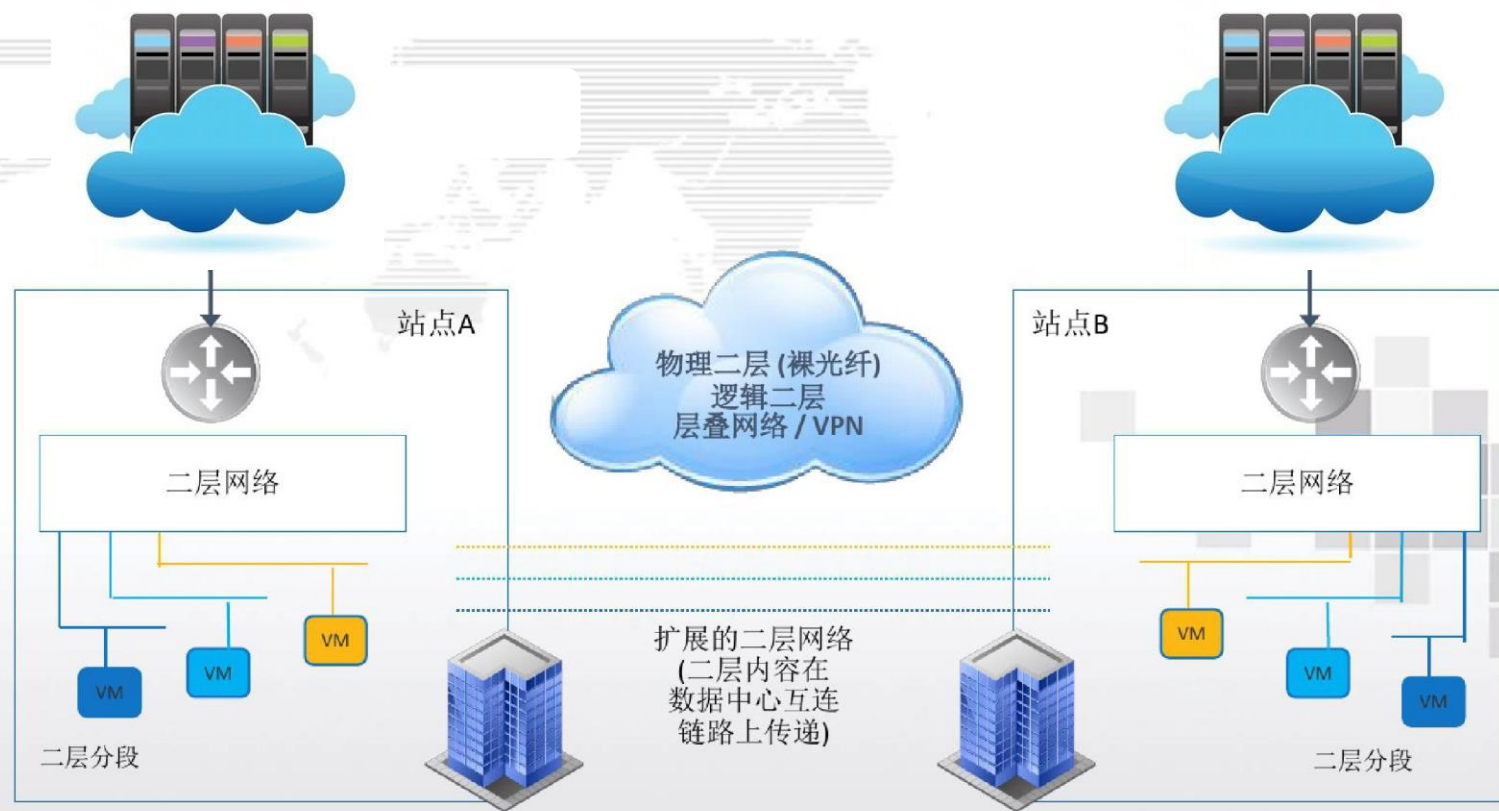 站点A
站点B
物理二层 (裸光纤)
逻辑二层
层叠网络 / VPN
二层网络
二层网络
VM
VM
VM
VM
VM
VM
扩展的二层网络
(二层内容在
数据中心互连
链路上传递)
二层分段
二层分段